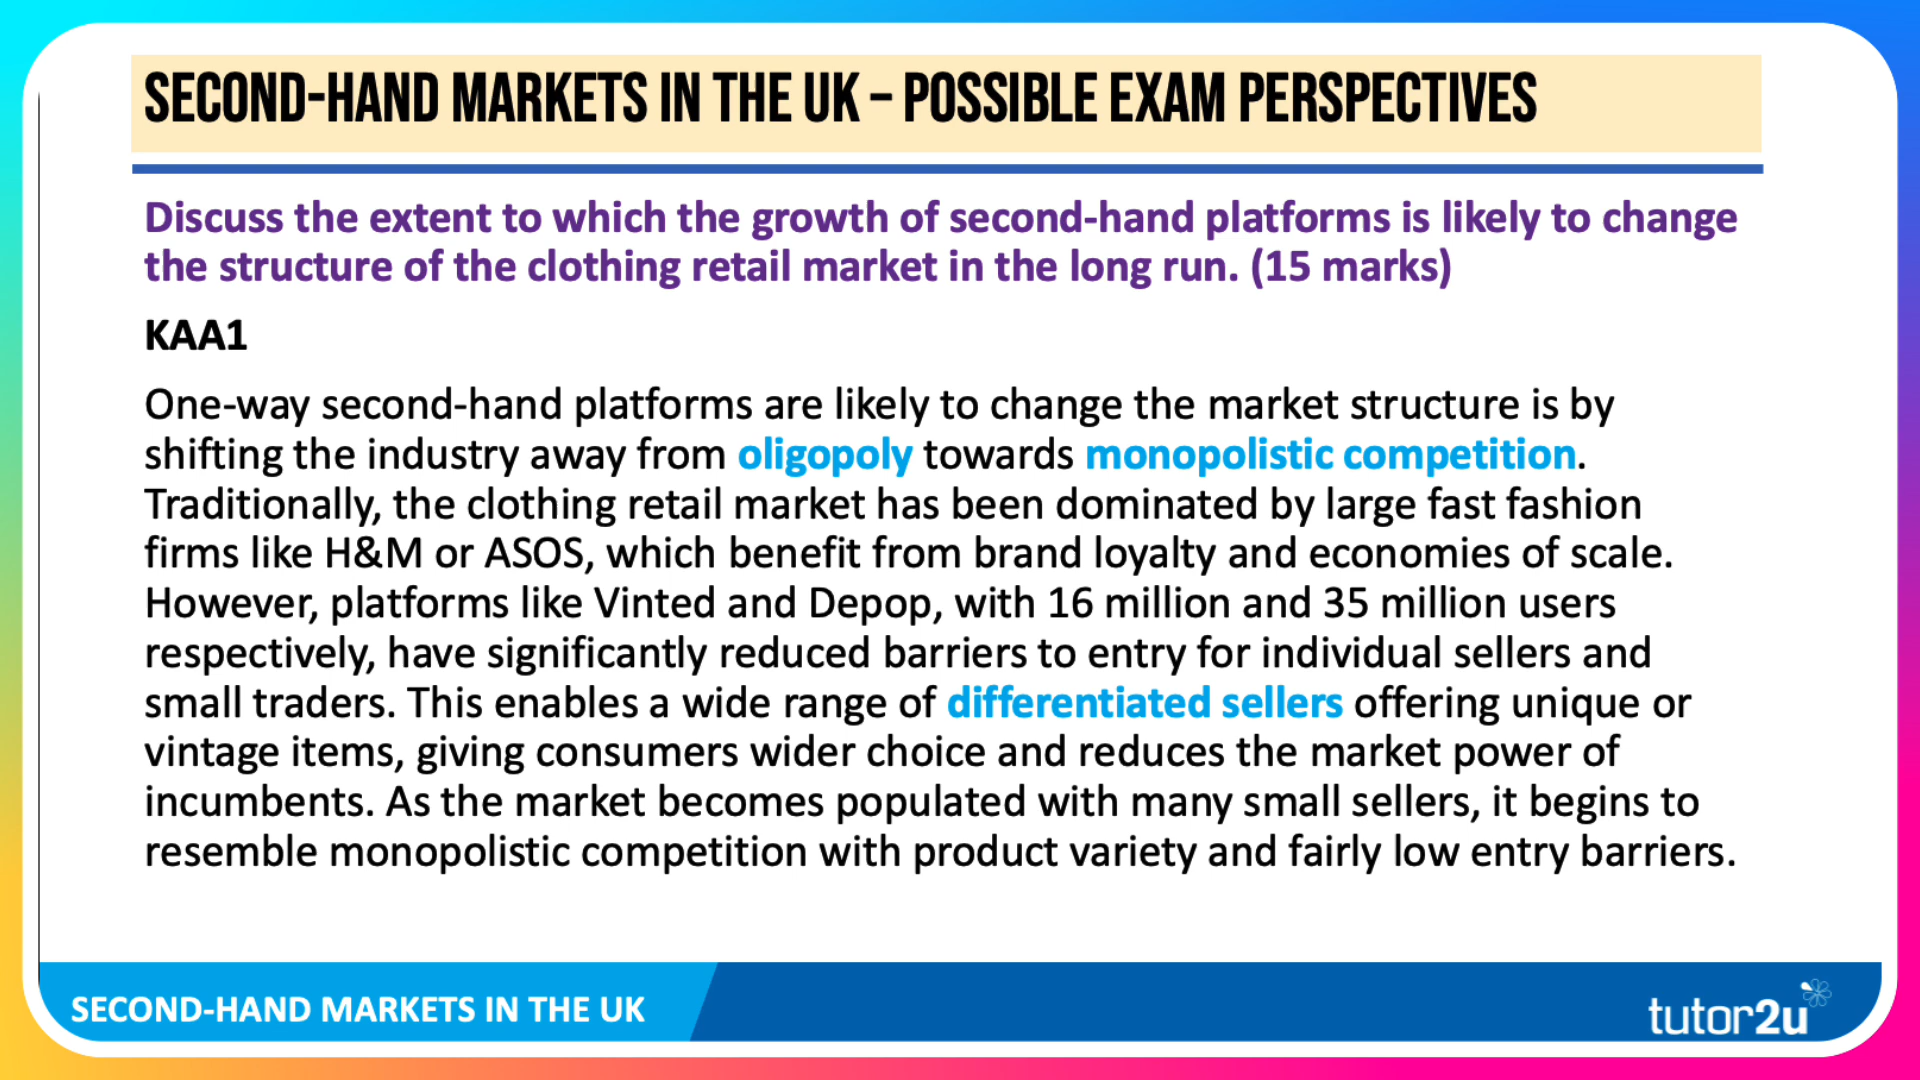 SECOND-HAND MARKETS IN THE UK – POSSIBLE EXAM PERSPECTIVES
Discuss the extent to which the growth of second-hand platforms is likely to change
the structure of the clothing retail market in the long run. (15 marks)
KAA1
One-way second-hand platforms are likely to change the market structure is by
shifting the industry away from oligopoly towards monopolistic competition.
Traditionally, the clothing retail market has been dominated by large fast fashion
firms like H&M or ASOS, which benefit from brand loyalty and economies of scale.
However, platforms like Vinted and Depop, with 16 million and 35 million users
respectively, have significantly reduced barriers to entry for individual sellers and
small traders. This enables a wide range of differentiated sellers offering unique or
vintage items, giving consumers wider choice and reduces the market power of
incumbents. As the market becomes populated with many small sellers, it begins to
resemble monopolistic competition with product variety and fairly low entry barriers.
SECOND-HAND MARKETS IN THE UK
tutor2u